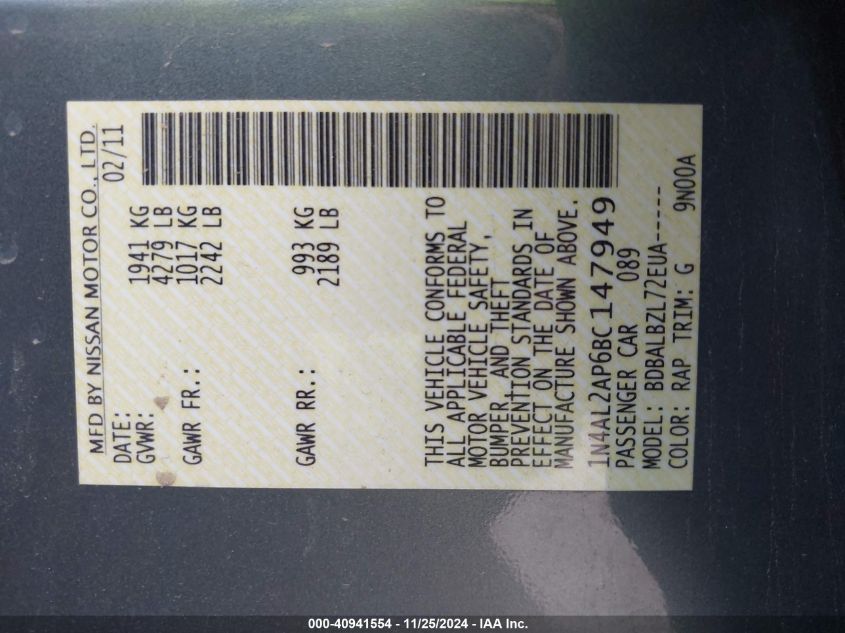 MFD BY NISSAN MOTOR CO., LTD.
DATE: 02/11
GVWR: 1941 KG
4279 LB
GAWR FR.: 1017 KG
2242 LB
GAWR RR.: 993 KG
2189 LB
THIS VEHICLE CONFORMS TO
ALL APPLICABLE FEDERAL
MOTOR VEHICLE SAFETY,
BUMPER, AND THEFT
PREVENTION STANDARDS IN
EFFECT ON THE DATE OF
MANUFACTURE SHOWN ABOVE.
1N4AL2AP6BC147949
PASSENGER CAR 089
MODEL: BDBALBZL72EUA-----
COLOR: RAP TRIM: G 9N00A
000-40941554 - 11/25/2024 - IAA Inc.